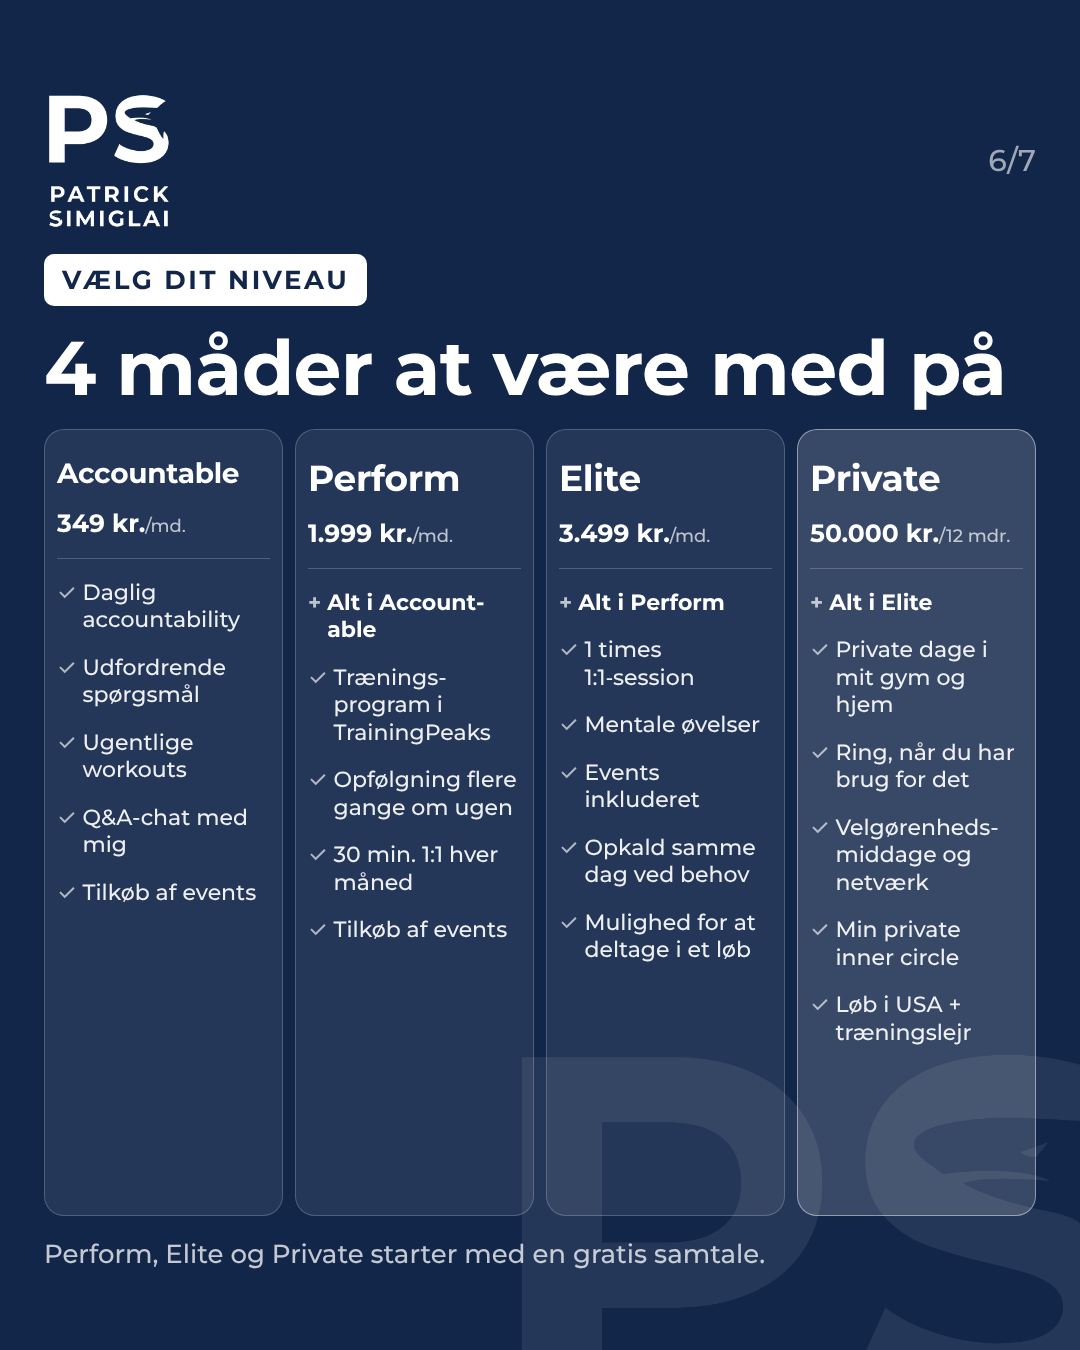 PS
PATRICK
SIMIGLAI
6/7
VÆLG DIT NIVEAU
4 måder at være med på
Accountable
349 kr./md.
Daglig
accountability
Udfordrende
spørgsmål
Ugentlige
workouts
Q&A-chat med
mig
Tilkøb af events
Perform
1.999 kr./md.
+ Alt i Account-
able
Trænings-
program i
TrainingPeaks
Opfølgning flere
gange om ugen
30 min. 1:1 hver
måned
Tilkøb af events
Elite
3.499 kr./md.
+ Alt i Perform
1 times
1:1-session
Mentale øvelser
Events
inkluderet
Opkald samme
dag ved behov
Mulighed for at
deltage i et løb
Private
50.000 kr./12 mdr.
+ Alt i Elite
Private dage i
mit gym og
hjem
Ring, når du har
brug for det
Velgørenheds-
middage og
netværk
Min private
inner circle
Løb i USA +
træningslejr
Perform, Elite og Private starter med en gratis samtale.
PS